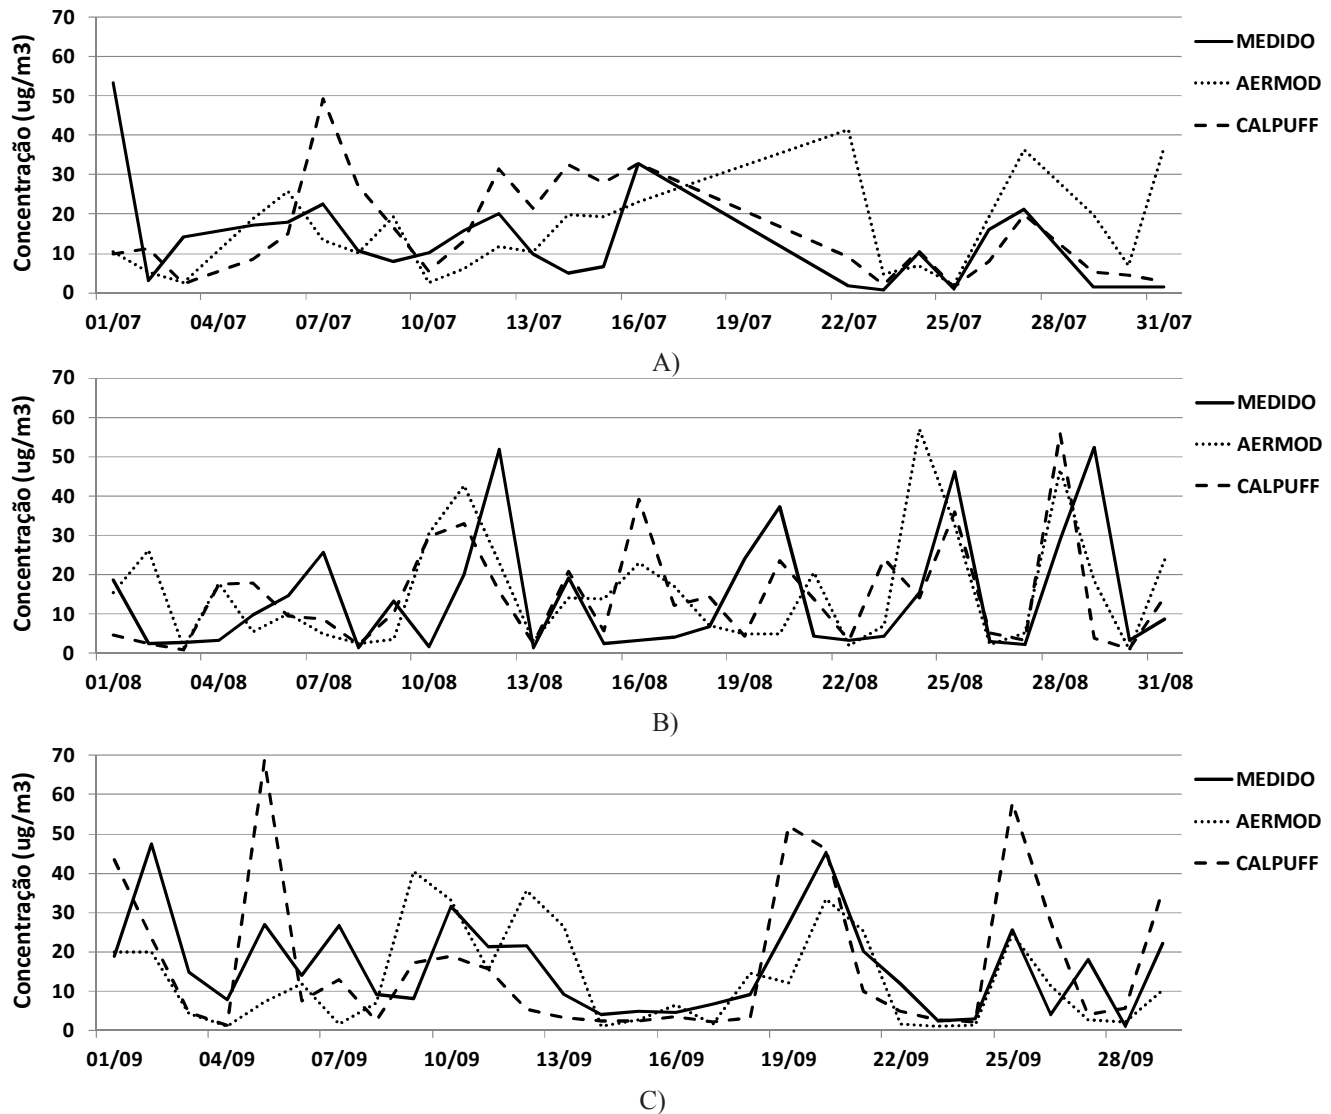 Concentração (ug/m3)
70
60
50
40
30
20
10
0
01/07 04/07 07/07 10/07 13/07 16/07 19/07 22/07 25/07 28/07 31/07
MEDIDO
AERMOD
CALPUFF
A)
Concentração (ug/m3)
70
60
50
40
30
20
10
0
01/08 04/08 07/08 10/08 13/08 16/08 19/08 22/08 25/08 28/08 31/08
MEDIDO
AERMOD
CALPUFF
B)
Concentração (ug/m3)
70
60
50
40
30
20
10
0
01/09 04/09 07/09 10/09 13/09 16/09 19/09 22/09 25/09 28/09
MEDIDO
AERMOD
CALPUFF
C)